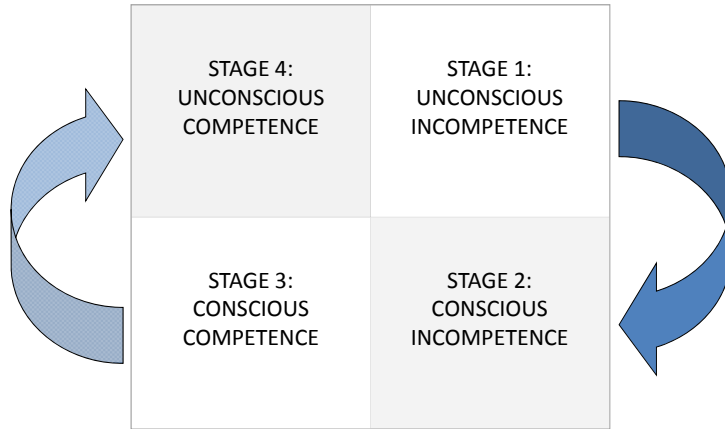 STAGE 4:
UNCONSCIOUS
COMPETENCE
STAGE 1:
UNCONSCIOUS
INCOMPETENCE
STAGE 3:
CONSCIOUS
COMPETENCE
STAGE 2:
CONSCIOUS
INCOMPETENCE